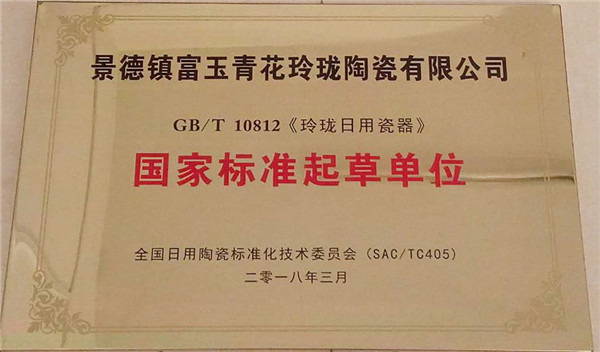 景德镇富玉青花玲珑陶瓷有限公司
GB/T 10812《玲珑日用瓷器》
国家标准起草单位
全国日用陶瓷标准化技术委员会(SAC/TC405)
二零一八年三月